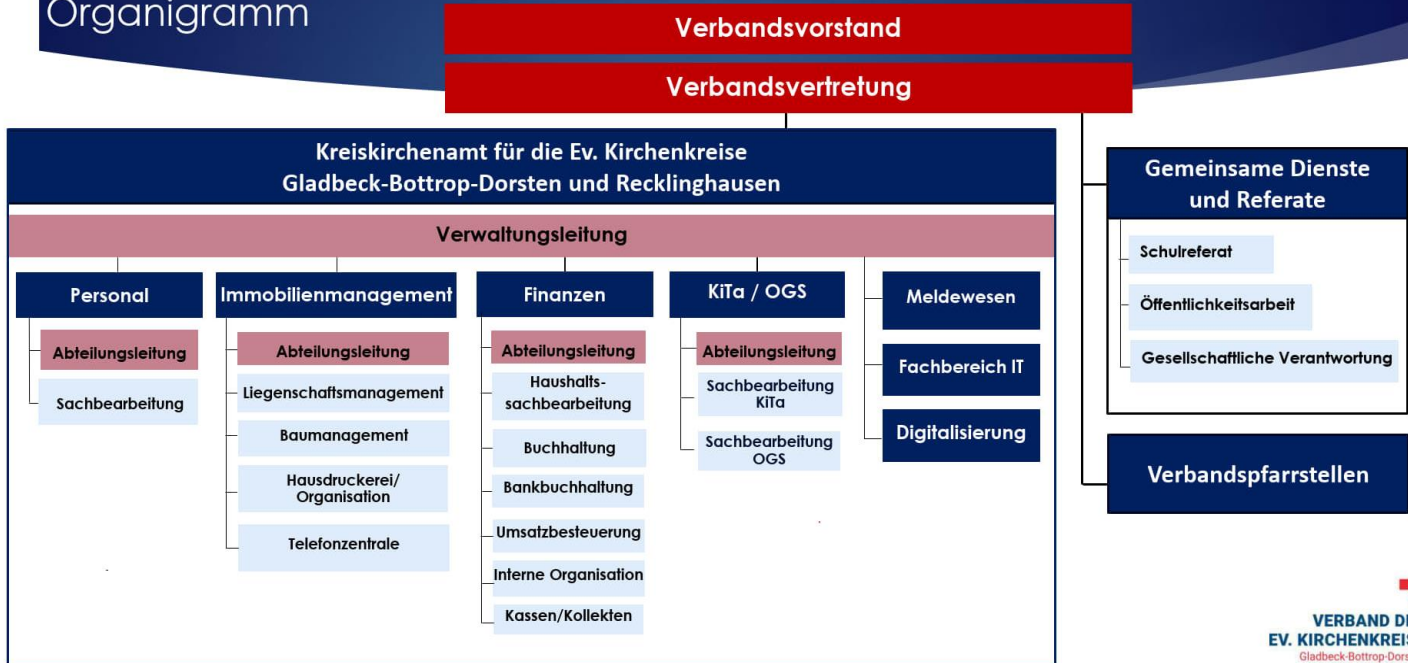 Organigramm
Verbandsvorstand
Verbandsvertretung
Kreiskirchenamt für die Ev. Kirchenkreise
Gladbeck-Bottrop-Dorsten und Recklinghausen
Verwaltungsleitung
Personal
Abteilungsleitung
Sachbearbeitung
Immobilienmanagement
Abteilungsleitung
Liegenschaftsmanagement
Baumanagement
Hausdruckerei/
Organisation
Telefonzentrale
Finanzen
Abteilungsleitung
Haushalts-
sachbearbeitung
Buchhaltung
Bankbuchhaltung
Umsatzbesteuerung
Interne Organisation
Kassen/Kollekten
KiTa / OGS
Abteilungsleitung
Sachbearbeitung
KiTa
Sachbearbeitung
OGS
Meldewesen
Fachbereich IT
Digitalisierung
Gemeinsame Dienste
und Referate
Schulreferat
Öffentlichkeitsarbeit
Gesellschaftliche Verantwortung
Verbandspfarrstellen
VERBAND
EV.
Gladbeck-Bottrop-